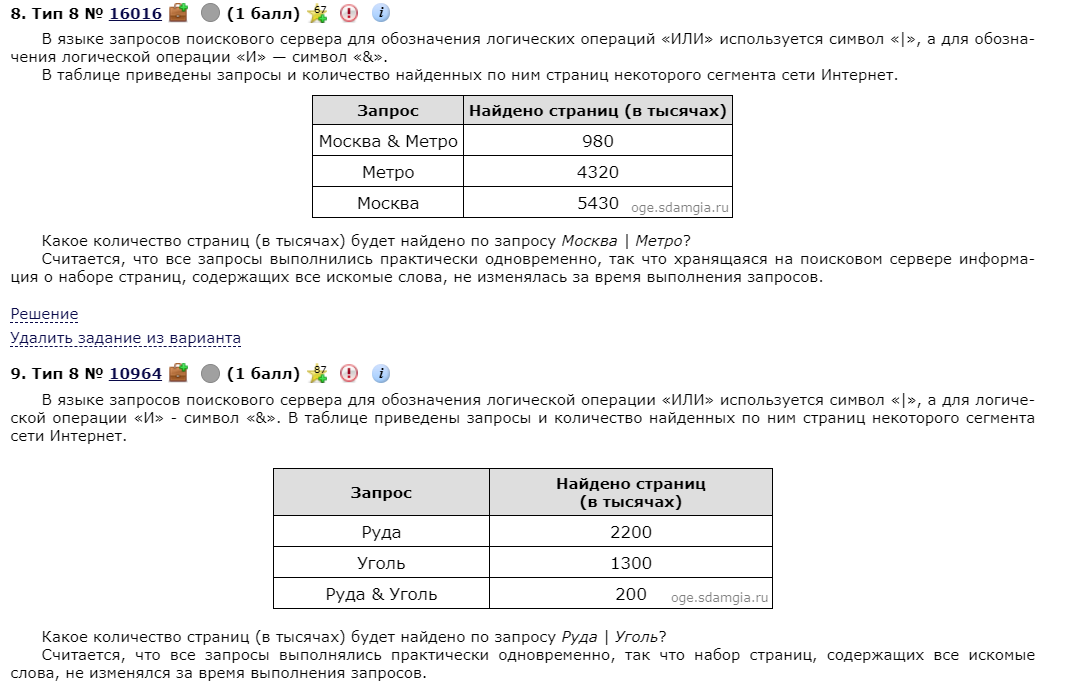 8. Тип 8 № 16016 (1 балл) 67
В языке запросов поискового сервера для обозначения логических операций «ИЛИ» используется символ «|», а для обозна-
чения логической операции «И» — символ «&».
В таблице приведены запросы и количество найденных по ним страниц некоторого сегмента сети Интернет.
Запрос Найдено страниц (в тысячах)
Москва & Метро 980
Метро 4320
Москва 5430 oge.sdamgia.ru
Какое количество страниц (в тысячах) будет найдено по запросу Москва | Метро?
Считается, что все запросы выполнились практически одновременно, так что хранящаяся на поисковом сервере информа-
ция о наборе страниц, содержащих все искомые слова, не изменялась за время выполнения запросов.
Решение
Удалить задание из варианта
9. Тип 8 № 10964 (1 балл) 87
В языке запросов поискового сервера для обозначения логической операции «ИЛИ» используется символ «|», а для логиче-
ской операции «И» - символ «&». В таблице приведены запросы и количество найденных по ним страниц некоторого сегмента
сети Интернет.
Запрос Найдено страниц
(в тысячах)
Руда 2200
Уголь 1300
Руда & Уголь 200 oge.sdamgia.ru
Какое количество страниц (в тысячах) будет найдено по запросу Руда | Уголь?
Считается, что все запросы выполнялись практически одновременно, так что набор страниц, содержащих все искомые
слова, не изменялся за время выполнения запросов.